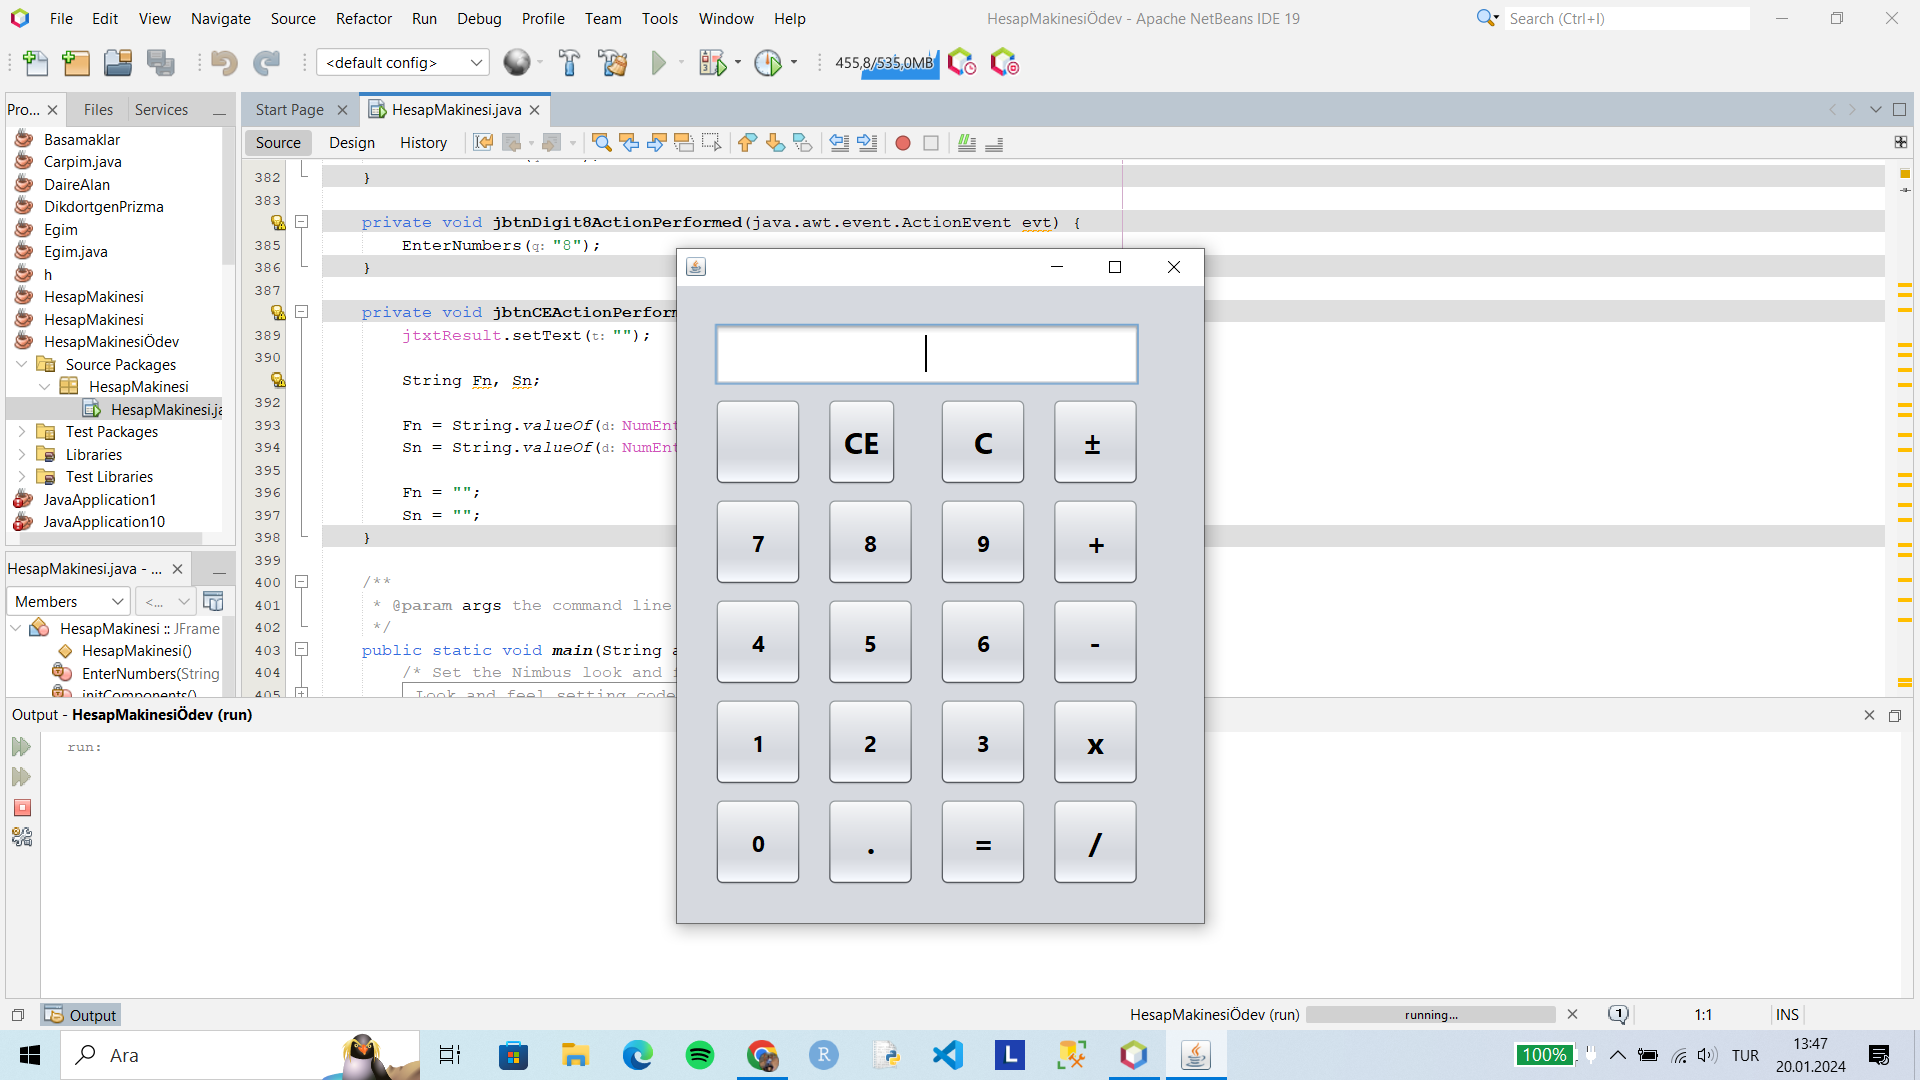 File Edit View Navigate Source Refactor Run Debug Profile Team Tools Window Help
HesapMakinesiÖdev - Apache NetBeans IDE 19
Search (Ctrl+I)
<default config>
455,8/535,0MB
Pro...
Files
Services
Start Page
HesapMakinesi.java
Basamaklar
Carpim.java
DaireAlan
DikdortgenPrizma
Egim
Egim.java
h
HesapMakinesi
HesapMakinesi
HesapMakinesiÖdev
Source Packages
HesapMakinesi
HesapMakinesi.ja
Test Packages
Libraries
Test Libraries
JavaApplication1
JavaApplication10
HesapMakinesi.java - ...
Members
<...
HesapMakinesi :: JFrame
HesapMakinesi()
EnterNumbers(String
initComponents()
Source Design History
382 }
383
private void jbtnDigit8ActionPerformed(java.awt.event.ActionEvent evt) {
385 EnterNumbers(q: "8");
386 }
387
private void jbtnCEActionPerform
389 jtxtResult.setText(t: "");
390
String Fn, Sn;
392
393 Fn = String.valueOf(d: NumEnt
394 Sn = String.valueOf(d: NumEnt
395
396 Fn = "";
397 Sn = "";
398 }
399
400 /**
401 * @param args the command line
402 */
403 public static void main(String a
404 /* Set the Nimbus look and f
405 Look and feel setting code
CE C ±
7 8 9 +
4 5 6 -
1 2 3 x
0 . = /
Output - HesapMakinesiÖdev (run)
run:
Output
HesapMakinesiÖdev (run)
running...
1
1:1
INS
Ara
R
L
100%
TUR
13:47
20.01.2024